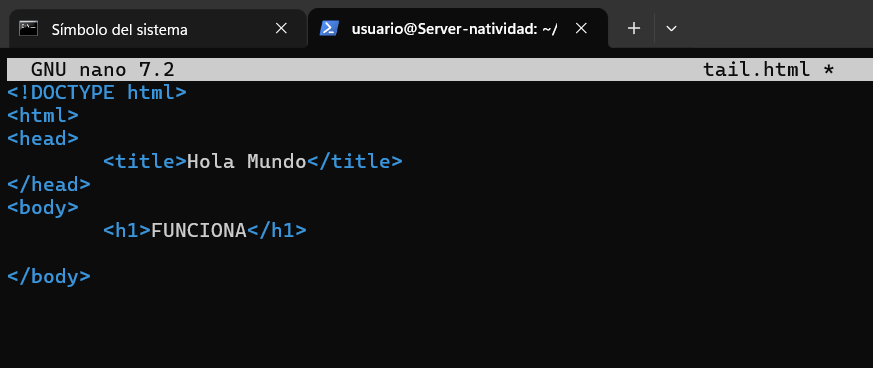 Símbolo del sistema
usuario@Server-natividad: ~/
GNU nano 7.2 tail.html *
<!DOCTYPE html>
<html>
<head>
<title>Hola Mundo</title>
</head>
<body>
<h1>FUNCIONA</h1>
</body>